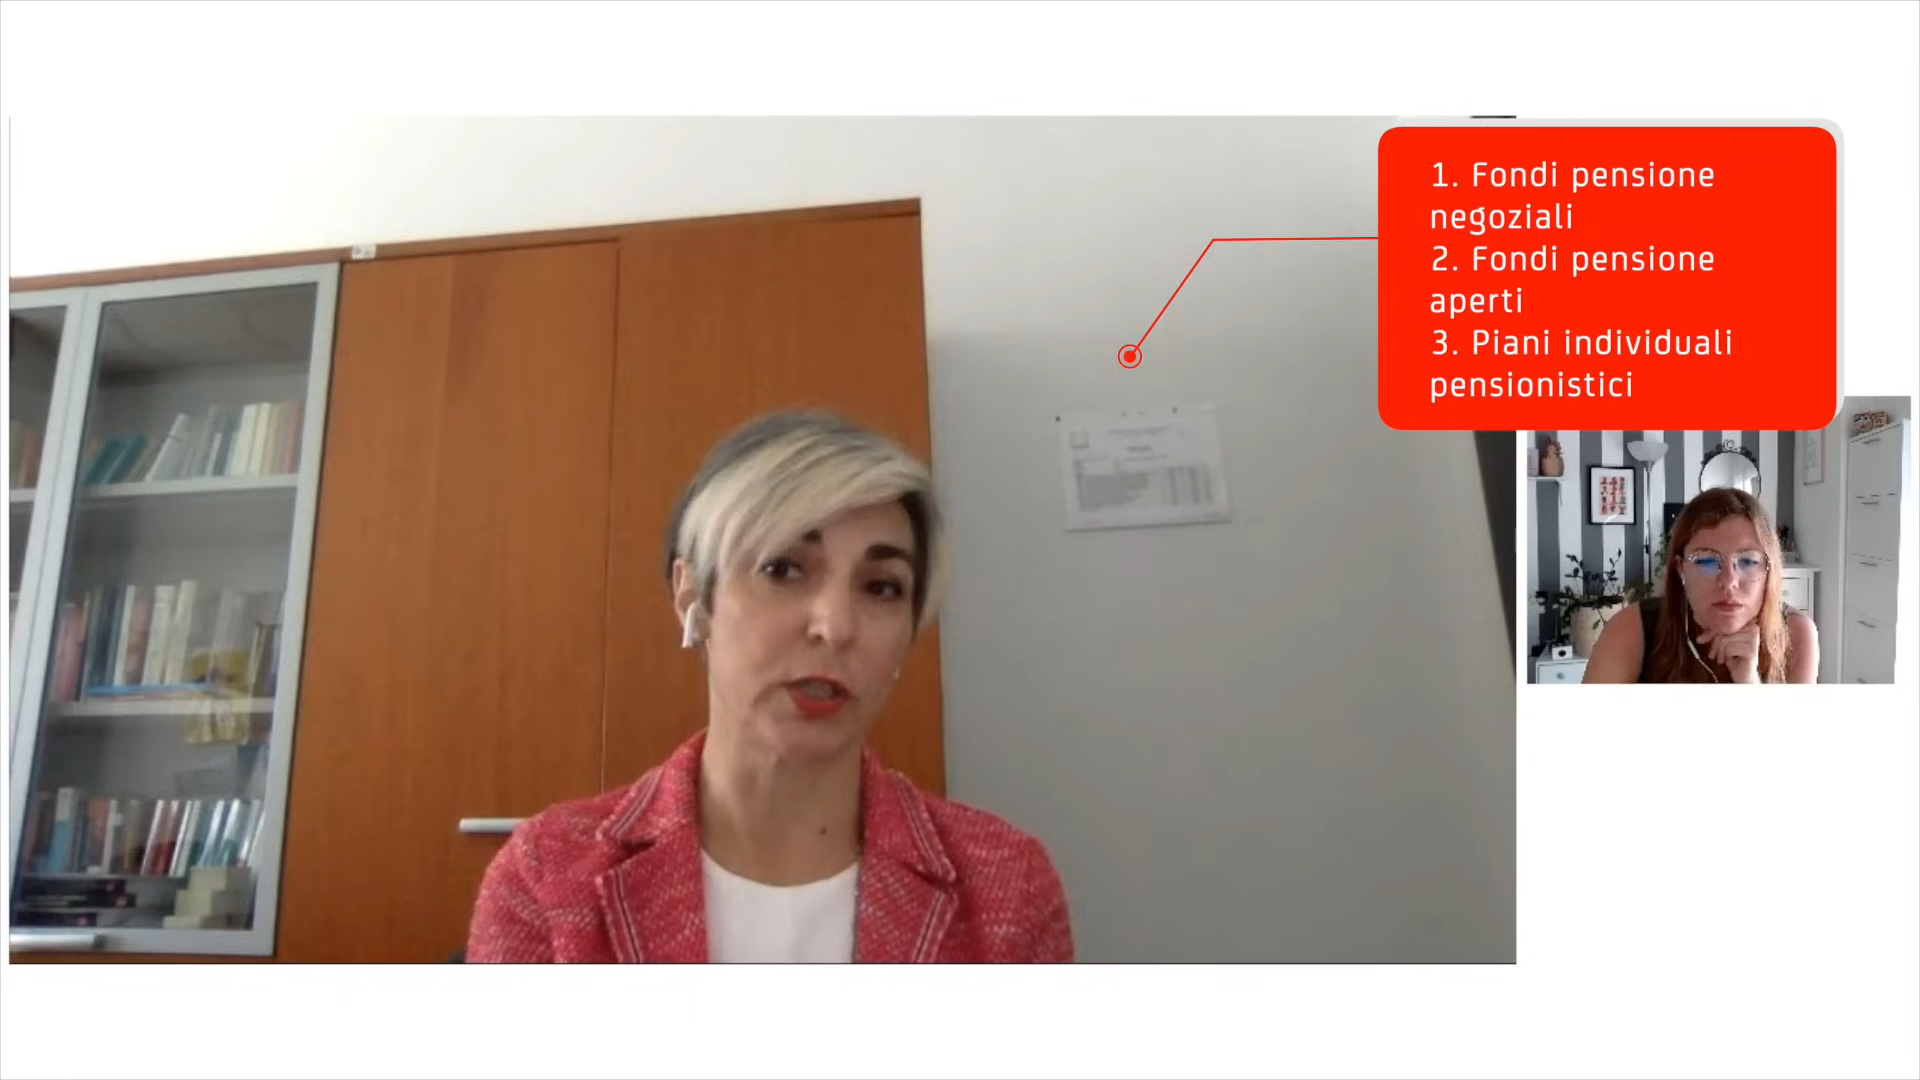 1. Fondi pensione
negoziali
2. Fondi pensione
aperti
3. Piani individuali
pensionistici